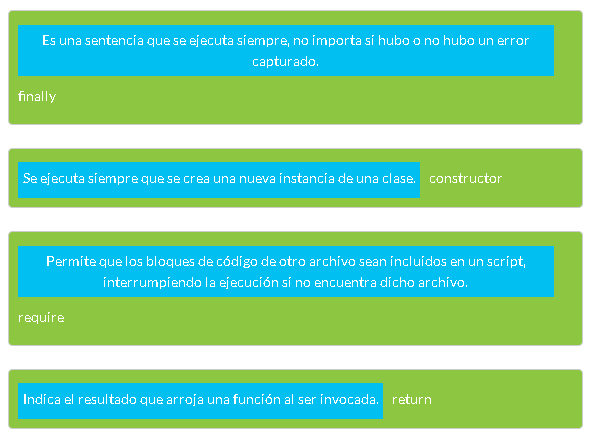 Es una sentencia que se ejecuta siempre, no importa si hubo o no hubo un error
capturado.
finally
Se ejecuta siempre que se crea una nueva instancia de una clase. constructor
Permite que los bloques de código de otro archivo sean incluidos en un script,
interrumpiendo la ejecución si no encuentra dicho archivo.
require
Indica el resultado que arroja una función al ser invocada. return